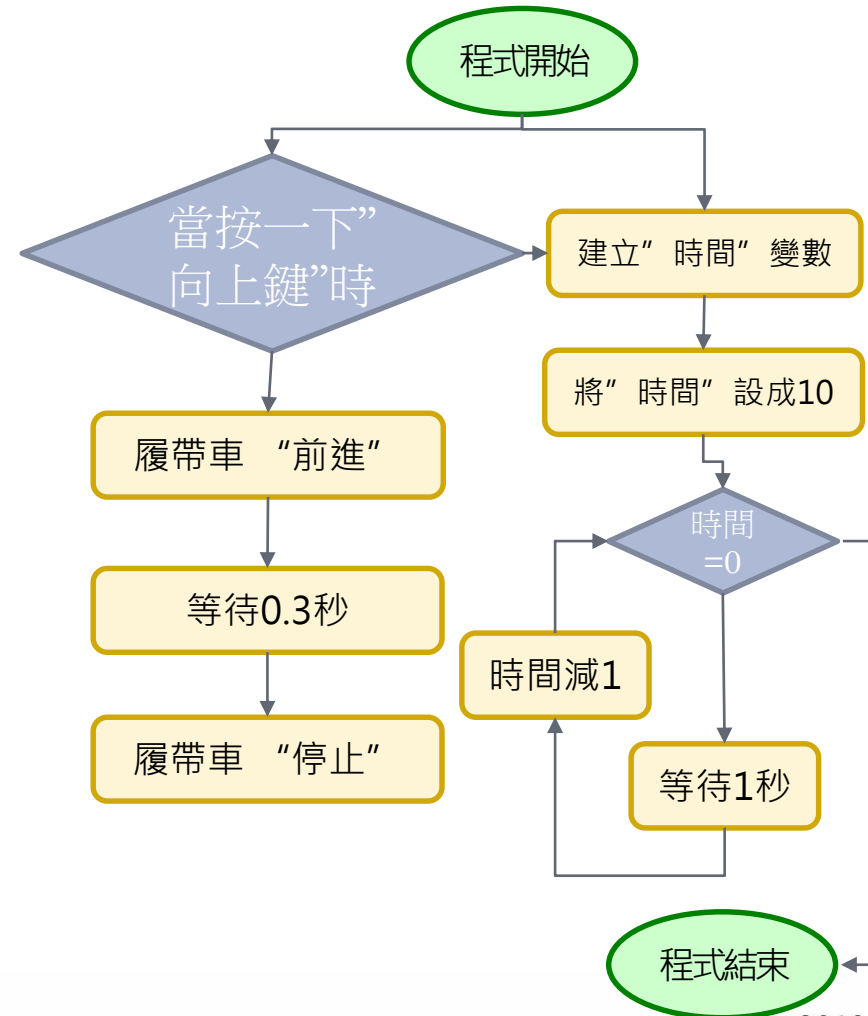 程式開始
當按一下”
向上鍵”時
建立”時間”變數
將”時間”設成10
履帶車 “前進”
時間
=0
等待0.3秒
時間減1
履帶車 “停止”
等待1秒
程式結束